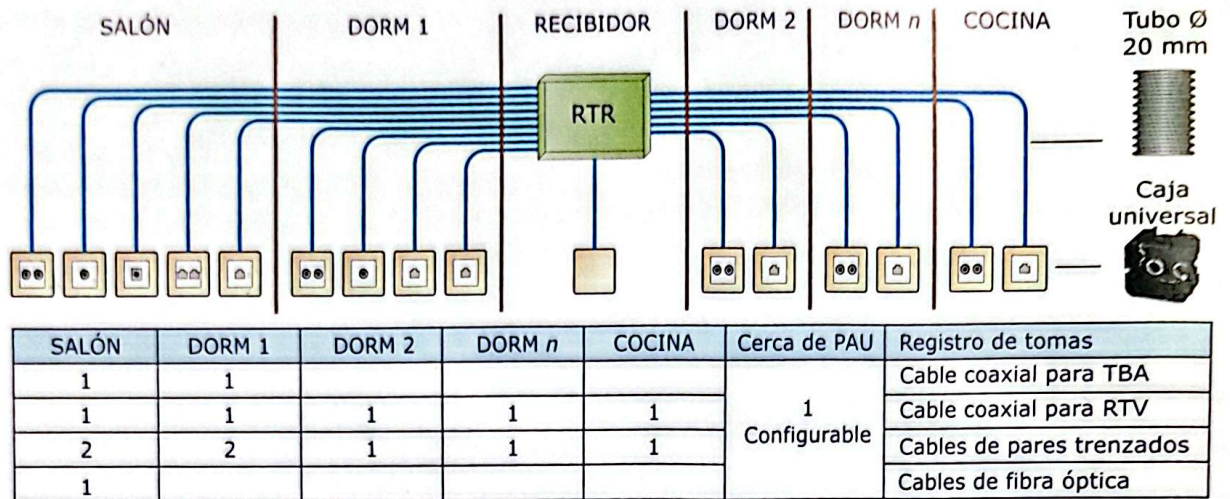 SALÓN DORM 1 RECIBIDOR DORM 2 DORM n COCINA Tubo Ø
20 mm
RTR
Caja
universal
SALÓN DORM 1 DORM 2 DORM n COCINA Cerca de PAU Registro de tomas
1 1 Cable coaxial para TBA
1 1 1 1 1 1 Cable coaxial para RTV
Configurable
2 2 1 1 1 Cables de pares trenzados
1 Cables de fibra óptica